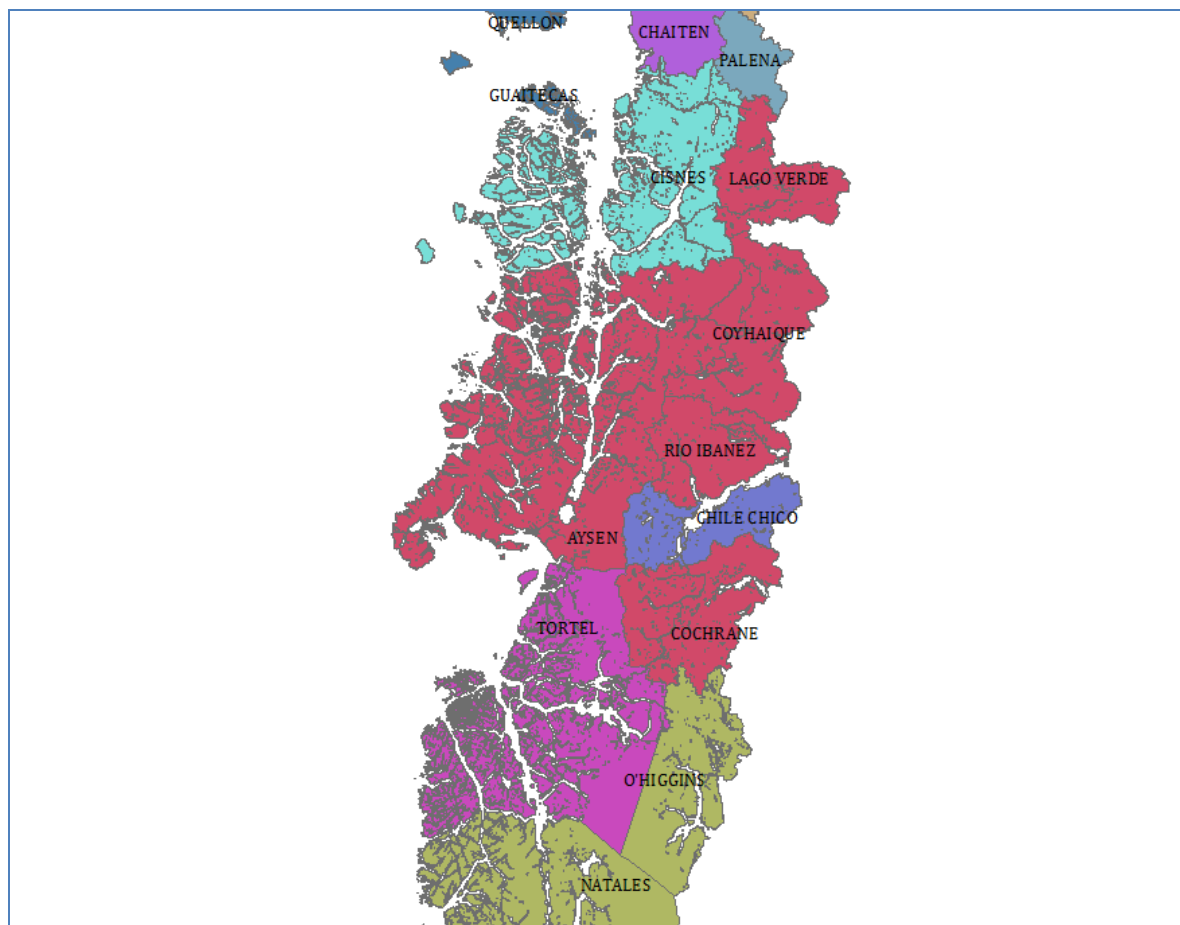 QUELLON
CHAITEN
PALENA
GUAITECAS
CISNES
LAGO VERDE
COYHAIQUE
RIO IBANEZ
CHILE CHICO
AYSEN
TORTEL
COCHRANE
O'HIGGINS
NATALES